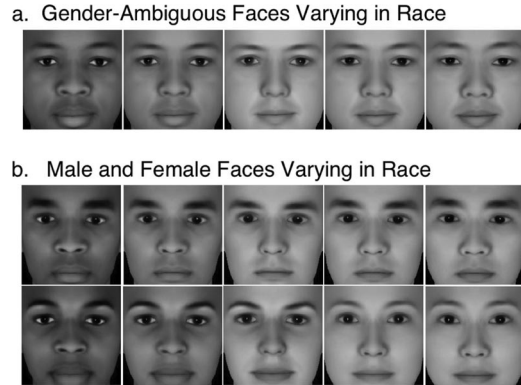 a. Gender-Ambiguous Faces Varying in Race
b. Male and Female Faces Varying in Race